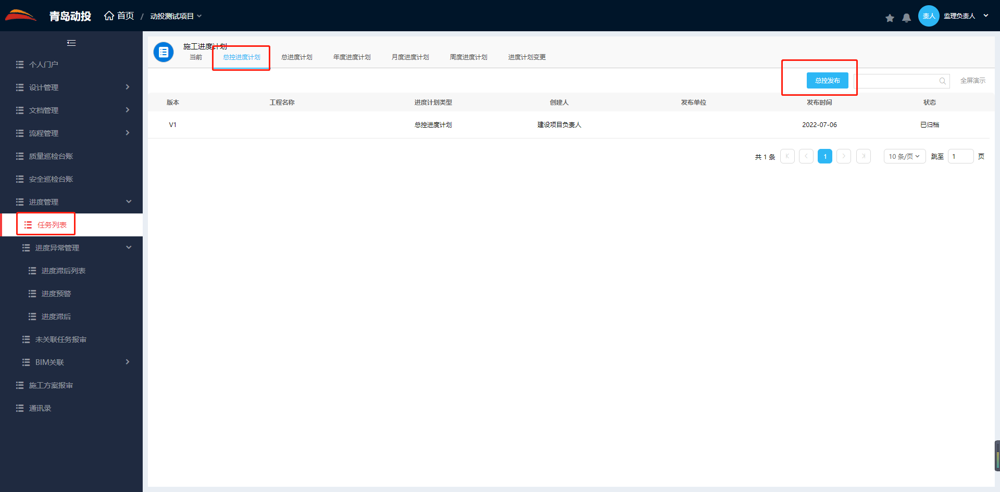 青岛动投
首页 / 动投测试项目
责人 监理负责人
个人门户
设计管理
文档管理
流程管理
质量巡检台账
安全巡检台账
进度管理
任务列表
进度异常管理
进度滞后列表
进度预警
进度滞后
未关联任务报审
BIM关联
施工方案报审
通讯录
施工进度计划
当前 总控进度计划 总进度计划 年度进度计划 月度进度计划 周度进度计划 进度计划变更
总控发布 全屏演示
版本 工程名称 进度计划类型 创建人 发布单位 发布时间 状态
V1 总控进度计划 建设项目负责人 2022-07-06 已归档
共 1 条 1 10 条/页 跳至 1 页